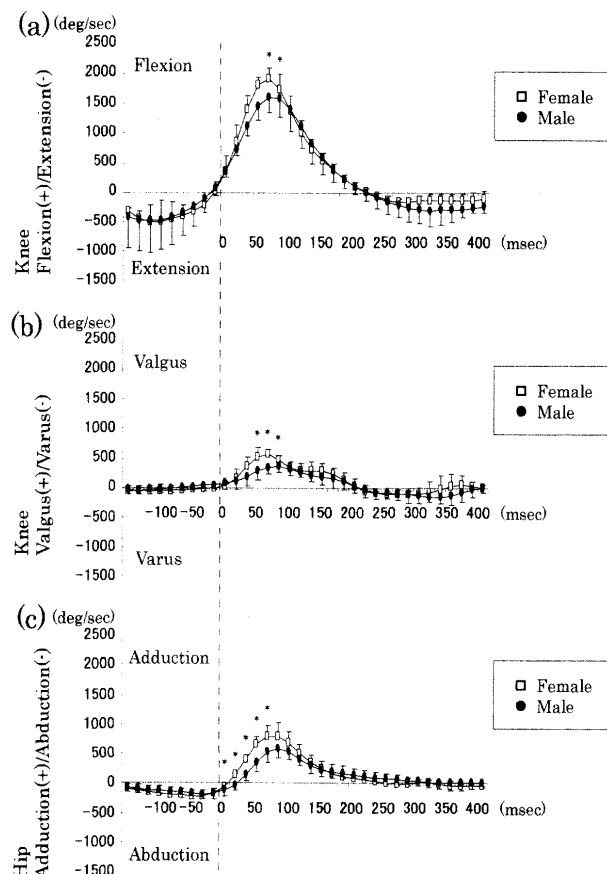 (a) (deg/sec)
2500
2000
1500
1000
500
0
-500
-1000
-1500
Knee
Flexion(+)/Extension(-)
Flexion
Extension
* *
0 50 100 150 200 250 300 350 400 (msec)
Female
Male
(b) (deg/sec)
2500
2000
1500
1000
500
0
-500
-1000
-1500
Knee
Valgus(+)/Varus(-)
Valgus
Varus
* * *
-100 -50 0 50 100 150 200 250 300 350 400 (msec)
Female
Male
(c) (deg/sec)
2500
2000
1500
1000
500
0
-500
-1000
-1500
Hip
Adduction(+)/Abduction(-)
Adduction
Abduction
* * * * *
-100 -50 0 50 100 150 200 250 300 350 400 (msec)
Female
Male